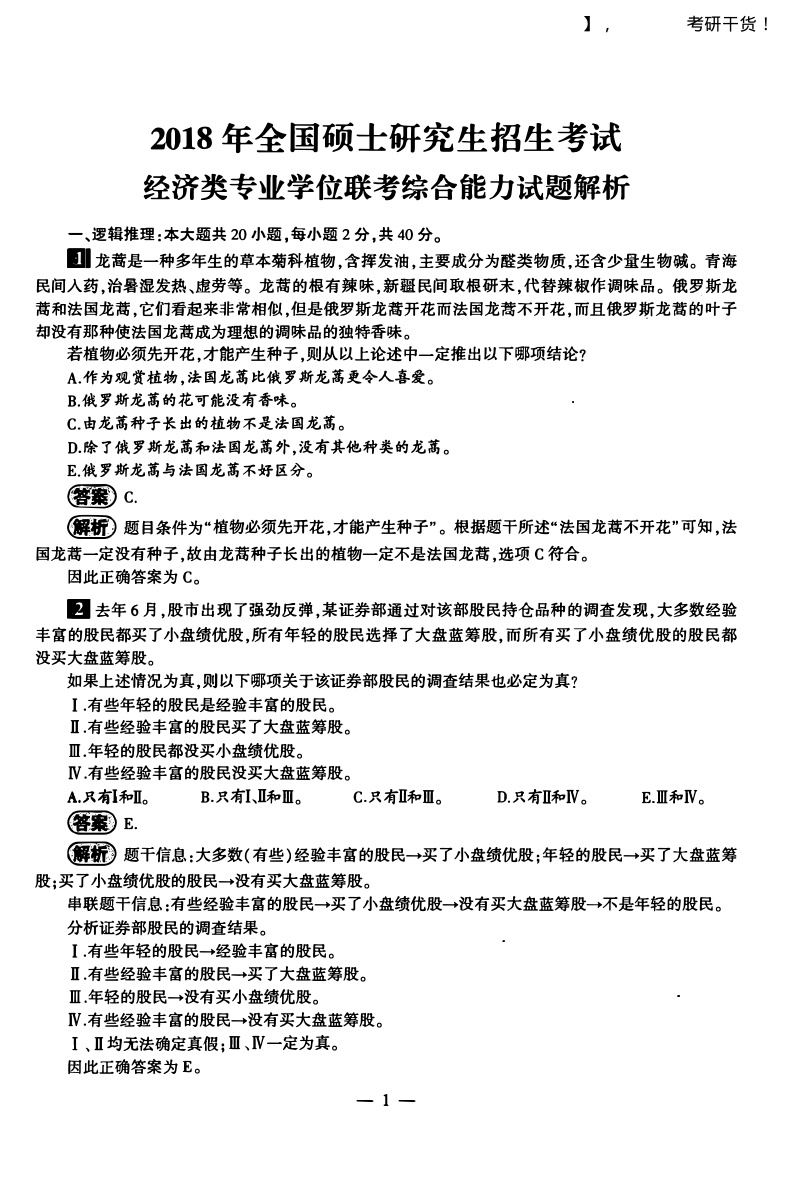 】，　　　考研干货！
2018 年全国硕士研究生招生考试
经济类专业学位联考综合能力试题解析
一、逻辑推理:本大题共 20 小题,每小题 2 分,共 40 分。
1 龙蒿是一种多年生的草本菊科植物,含挥发油,主要成分为醛类物质,还含少量生物碱。青海
民间入药,治暑湿发热、虚劳等。龙蒿的根有辣味,新疆民间取根研末,代替辣椒作调味品。俄罗斯龙
蒿和法国龙蒿,它们看起来非常相似,但是俄罗斯龙蒿开花而法国龙蒿不开花,而且俄罗斯龙蒿的叶子
却没有那种使法国龙蒿成为理想的调味品的独特香味。
若植物必须先开花,才能产生种子,则从以上论述中一定推出以下哪项结论?
A.作为观赏植物,法国龙蒿比俄罗斯龙蒿更令人喜爱。
B.俄罗斯龙蒿的花可能没有香味。
C.由龙蒿种子长出的植物不是法国龙蒿。
D.除了俄罗斯龙蒿和法国龙蒿外,没有其他种类的龙蒿。
E.俄罗斯龙蒿与法国龙蒿不好区分。
答案 C.
解析 题目条件为“植物必须先开花,才能产生种子”。根据题干所述“法国龙蒿不开花”可知,法
国龙蒿一定没有种子,故由龙蒿种子长出的植物一定不是法国龙蒿,选项 C 符合。
因此正确答案为 C。
2 去年 6 月,股市出现了强劲反弹,某证券部通过对该部股民持仓品种的调查发现,大多数经验
丰富的股民都买了小盘绩优股,所有年轻的股民选择了大盘蓝筹股,而所有买了小盘绩优股的股民都
没买大盘蓝筹股。
如果上述情况为真,则以下哪项关于该证券部股民的调查结果也必定为真?
Ⅰ.有些年轻的股民是经验丰富的股民。
Ⅱ.有些经验丰富的股民买了大盘蓝筹股。
Ⅲ.年轻的股民都没买小盘绩优股。
Ⅳ.有些经验丰富的股民没买大盘蓝筹股。
A.只有Ⅰ和Ⅱ。　B.只有Ⅰ、Ⅱ和Ⅲ。　C.只有Ⅱ和Ⅲ。　D.只有Ⅱ和Ⅳ。　E.Ⅲ和Ⅳ。
答案 E.
解析 题干信息:大多数(有些)经验丰富的股民→买了小盘绩优股;年轻的股民→买了大盘蓝筹
股;买了小盘绩优股的股民→没有买大盘蓝筹股。
串联题干信息:有些经验丰富的股民→买了小盘绩优股→没有买大盘蓝筹股→不是年轻的股民。
分析证券部股民的调查结果。
Ⅰ.有些年轻的股民→经验丰富的股民。
Ⅱ.有些经验丰富的股民→买了大盘蓝筹股。
Ⅲ.年轻的股民→没有买小盘绩优股。
Ⅳ.有些经验丰富的股民→没有买大盘蓝筹股。
Ⅰ、Ⅱ均无法确定真假;Ⅲ、Ⅳ一定为真。
因此正确答案为 E。
— 1 —